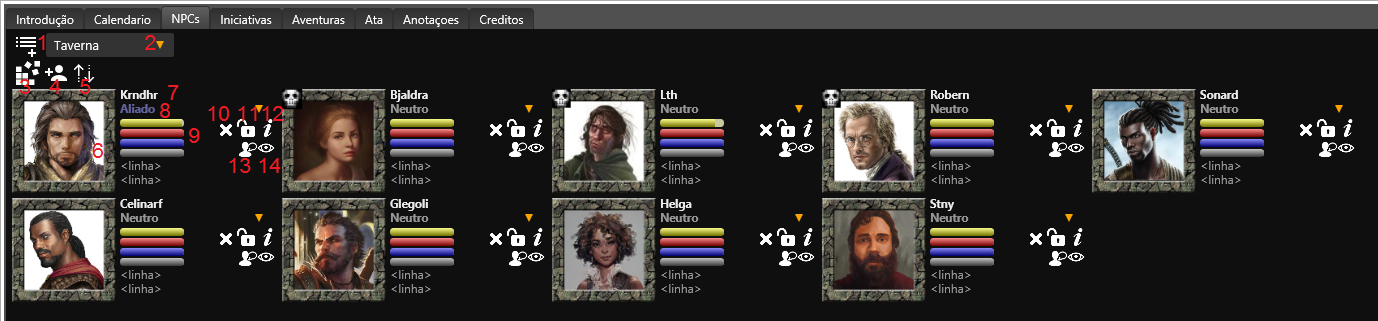 Introdução Calendario NPCs Iniciativas Aventuras Ata Anotaçoes Creditos
1 Taverna 2
3 4 5
Krndhr 7 Bjaldra Lth Robern Sonard
Aliado 8 10 11 12 Neutro Neutro Neutro Neutro
9
6
<linha> 13 14 <linha> <linha> <linha> <linha>
<linha> <linha> <linha> <linha> <linha>
Celinarf Glegoli Helga Stny
Neutro Neutro Neutro Neutro
<linha> <linha> <linha> <linha>
<linha> <linha> <linha> <linha>